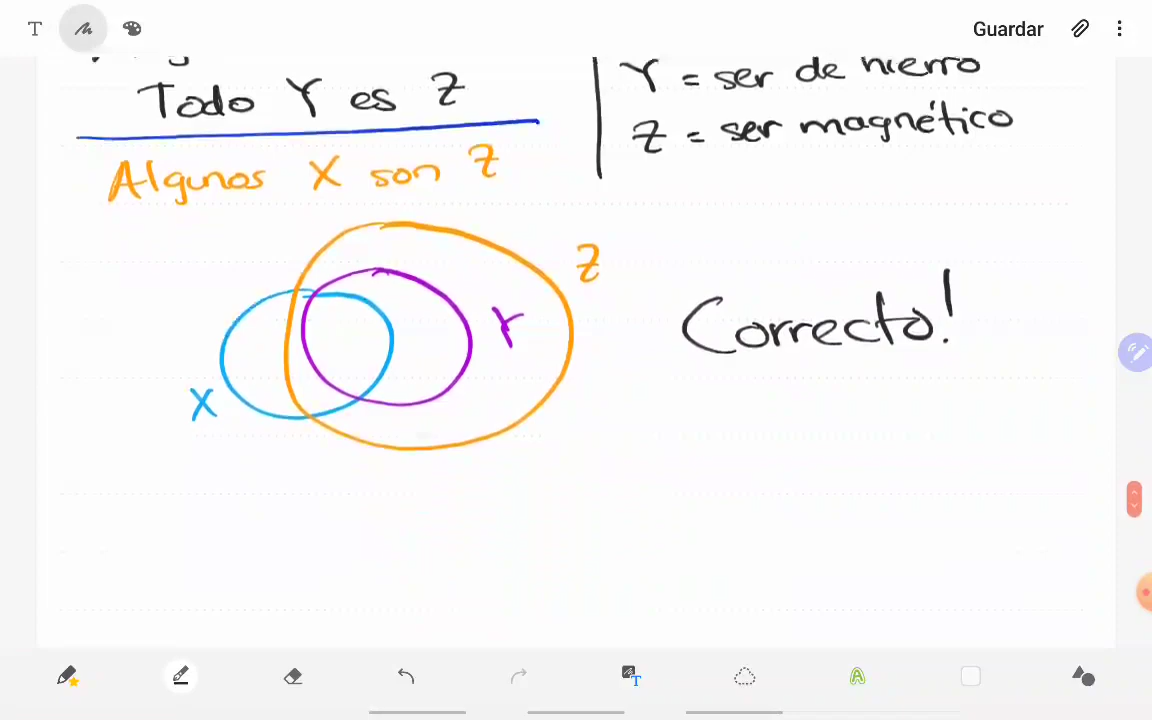 T
Guardar
Todo Y es Z
Algunos X son Z
Y = ser de hierro
Z = ser magnético
Z
Y
X
Correcto!
T
A